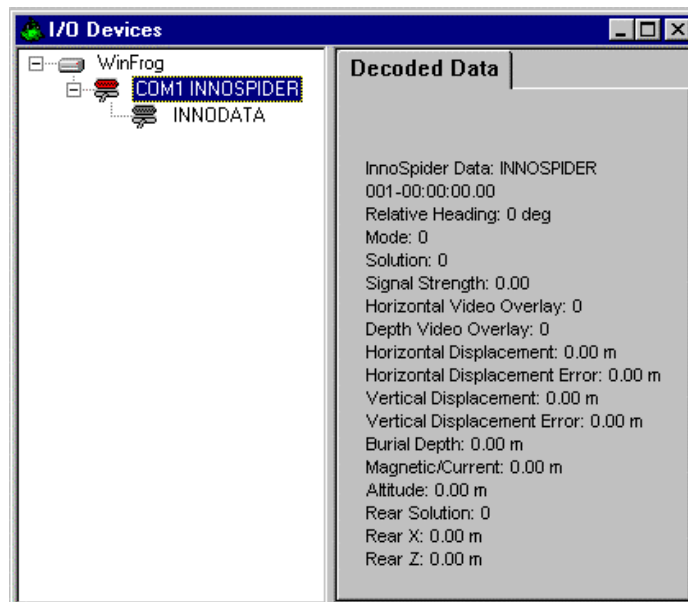 I/O Devices
WinFrog
COM1 INNOSPIDER
INNODATA
Decoded Data
InnoSpider Data: INNOSPIDER
001-00:00:00.00
Relative Heading: 0 deg
Mode: 0
Solution: 0
Signal Strength: 0.00
Horizontal Video Overlay: 0
Depth Video Overlay: 0
Horizontal Displacement: 0.00 m
Horizontal Displacement Error: 0.00 m
Vertical Displacement: 0.00 m
Vertical Displacement Error: 0.00 m
Burial Depth: 0.00 m
Magnetic/Current: 0.00 m
Altitude: 0.00 m
Rear Solution: 0
Rear X: 0.00 m
Rear Z: 0.00 m